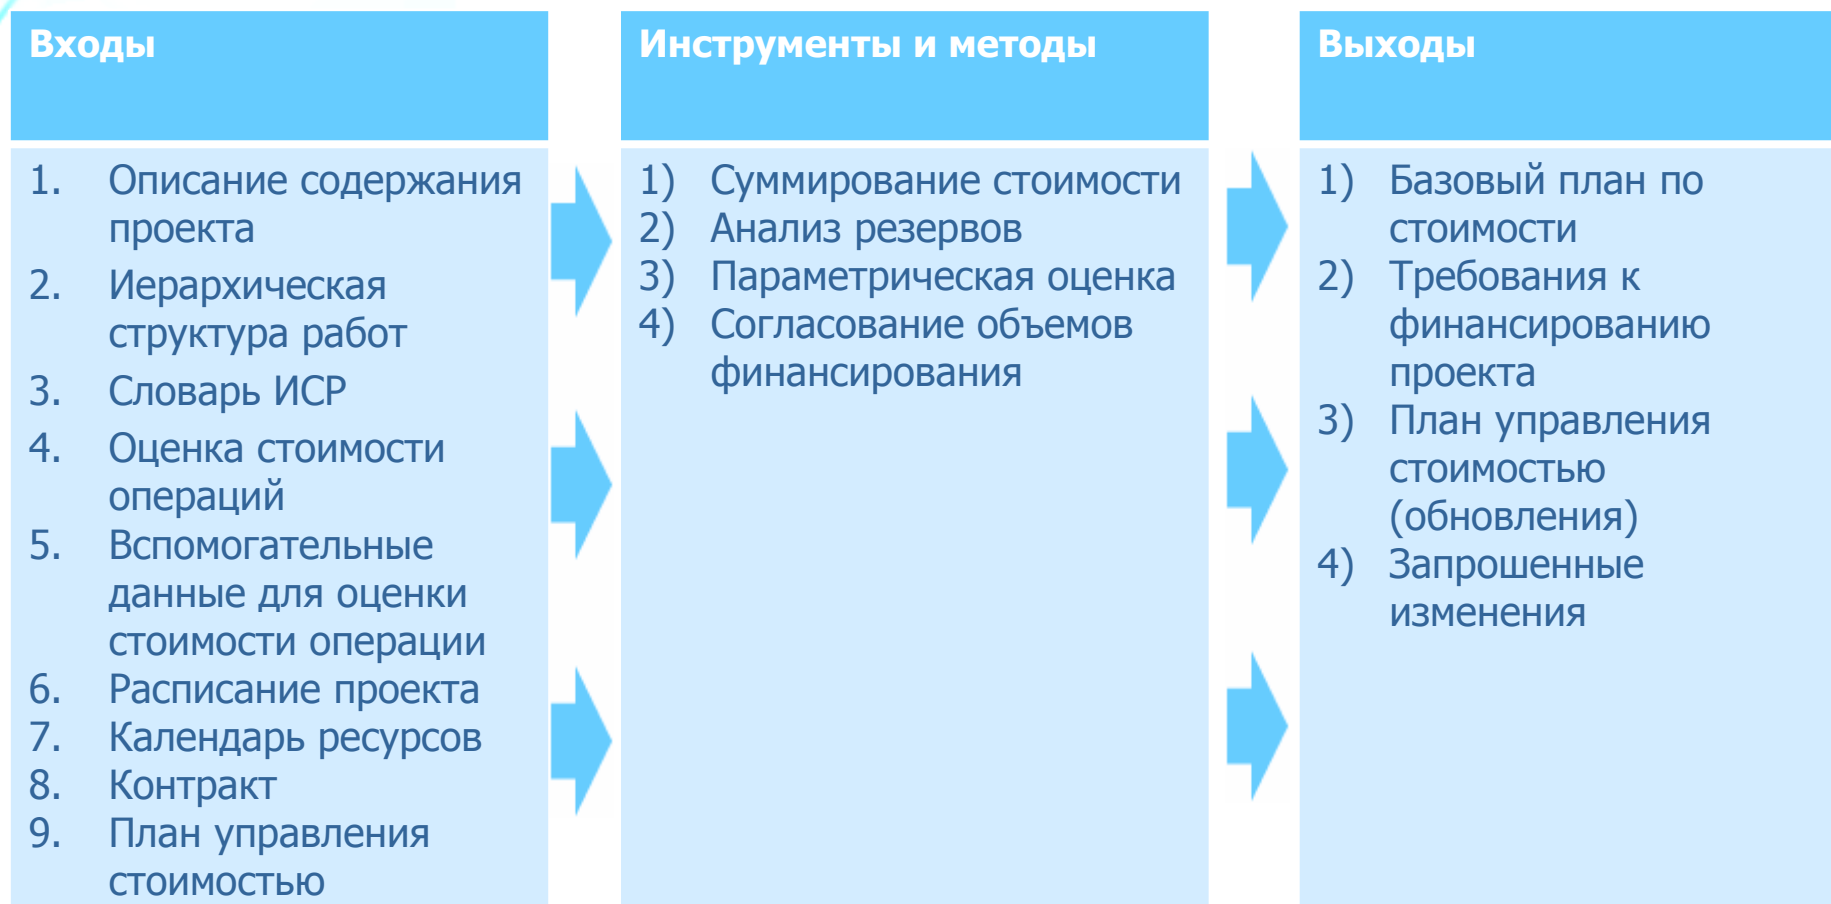 Входы
1. Описание содержания
проекта
2. Иерархическая
структура работ
3. Словарь ИСР
4. Оценка стоимости
операций
5. Вспомогательные
данные для оценки
стоимости операции
6. Расписание проекта
7. Календарь ресурсов
8. Контракт
9. План управления
стоимостью
Инструменты и методы
1) Суммирование стоимости
2) Анализ резервов
3) Параметрическая оценка
4) Согласование объемов
финансирования
Выходы
1) Базовый план по
стоимости
2) Требования к
финансированию
проекта
3) План управления
стоимостью
(обновления)
4) Запрошенные
изменения